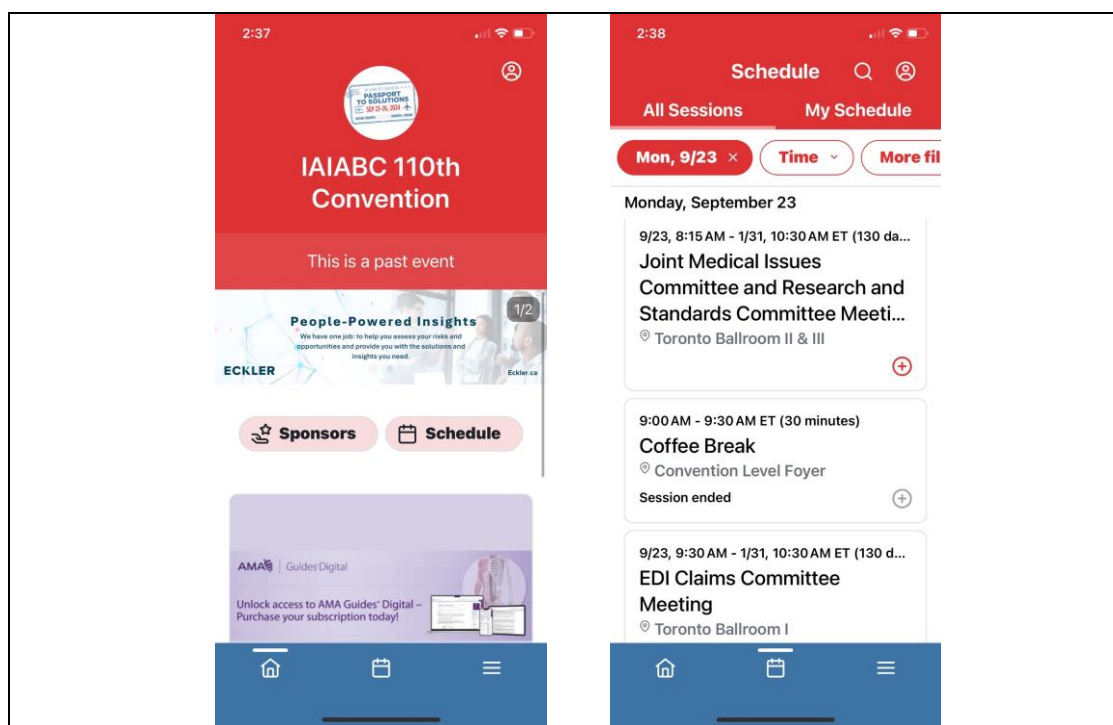 2:37
PASSPORT
TO SOLUTIONS
SEP 23-26, 2024
IAIABC 110th
Convention
This is a past event
1/2
People-Powered Insights
We have one job: to help you assess your risks and
opportunities and provide you with the solutions and
insights you need.
ECKLER
Eckler ca
Sponsors
Schedule
AMA Guides Digital
Unlock access to AMA Guides® Digital –
Purchase your subscription today!
2:38
Schedule
All Sessions
My Schedule
Mon, 9/23 ×
Time
More fil
Monday, September 23
9/23, 8:15 AM - 1/31, 10:30 AM ET (130 da...
Joint Medical Issues
Committee and Research and
Standards Committee Meeti...
Toronto Ballroom II & III
9:00 AM - 9:30 AM ET (30 minutes)
Coffee Break
Convention Level Foyer
Session ended
9/23, 9:30 AM - 1/31, 10:30 AM ET (130 d...
EDI Claims Committee
Meeting
Toronto Ballroom I